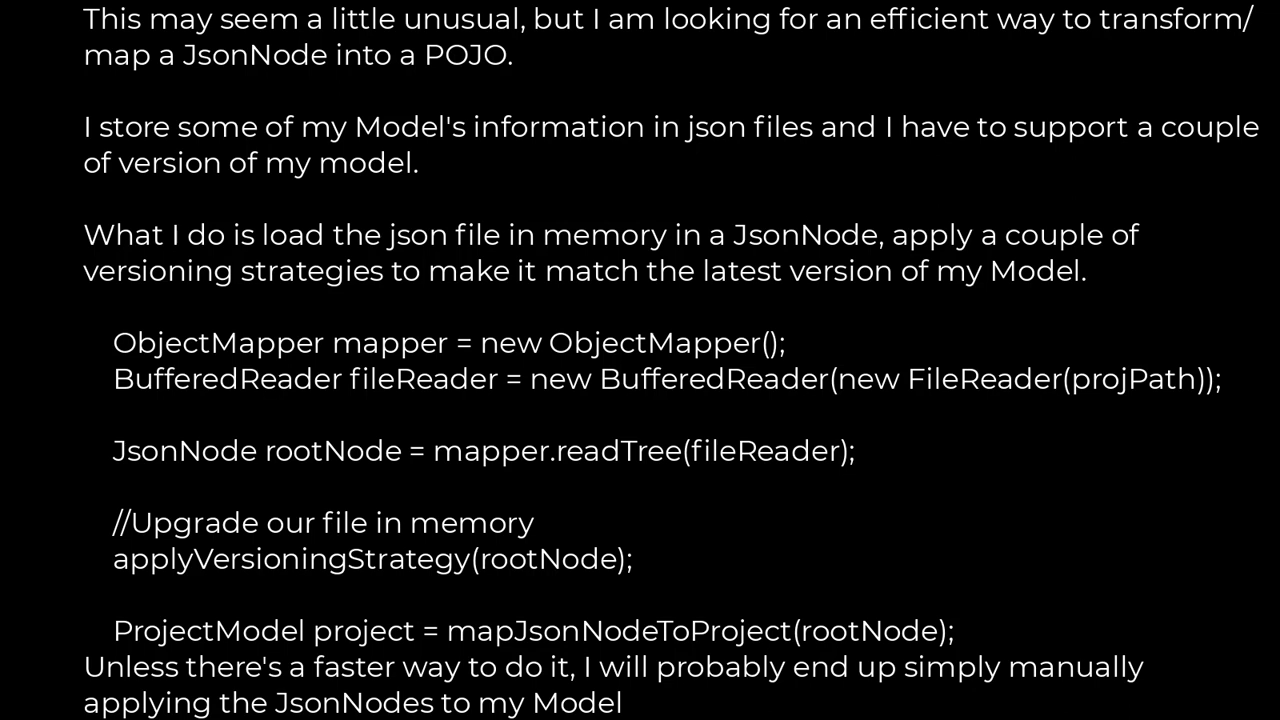 This may seem a little unusual, but I am looking for an efficient way to transform/
map a JsonNode into a POJO.
I store some of my Model's information in json files and I have to support a couple
of version of my model.
What I do is load the json file in memory in a JsonNode, apply a couple of
versioning strategies to make it match the latest version of my Model.
ObjectMapper mapper = new ObjectMapper();
BufferedReader fileReader = new BufferedReader(new FileReader(projPath));
JsonNode rootNode = mapper.readTree(fileReader);
//Upgrade our file in memory
applyVersioningStrategy(rootNode);
ProjectModel project = mapJsonNodeToProject(rootNode);
Unless there's a faster way to do it, I will probably end up simply manually
applying the JsonNodes to my Model